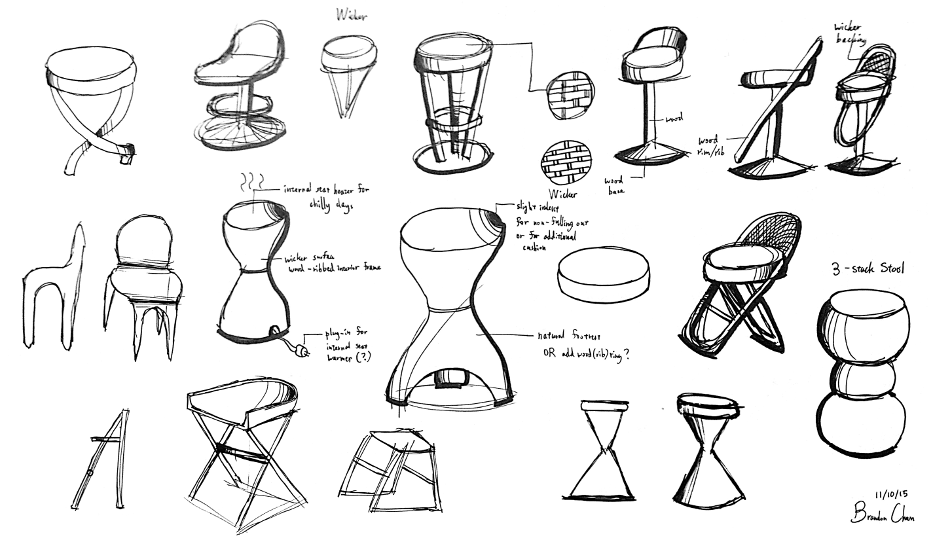 Wicker
wicker
backing
wood
wood
rim/rib
wood
base
Wicker
internal seat heater for
chilly days
slight indent
for non-falling out
or for additional
cushion
wicker surface
wood-ribbed interior frame
3-stack Stool
plug-in for
internal seat
warmer (?)
natural footrest
OR add wood(rib) ring?
11/10/15
Brandon Cham